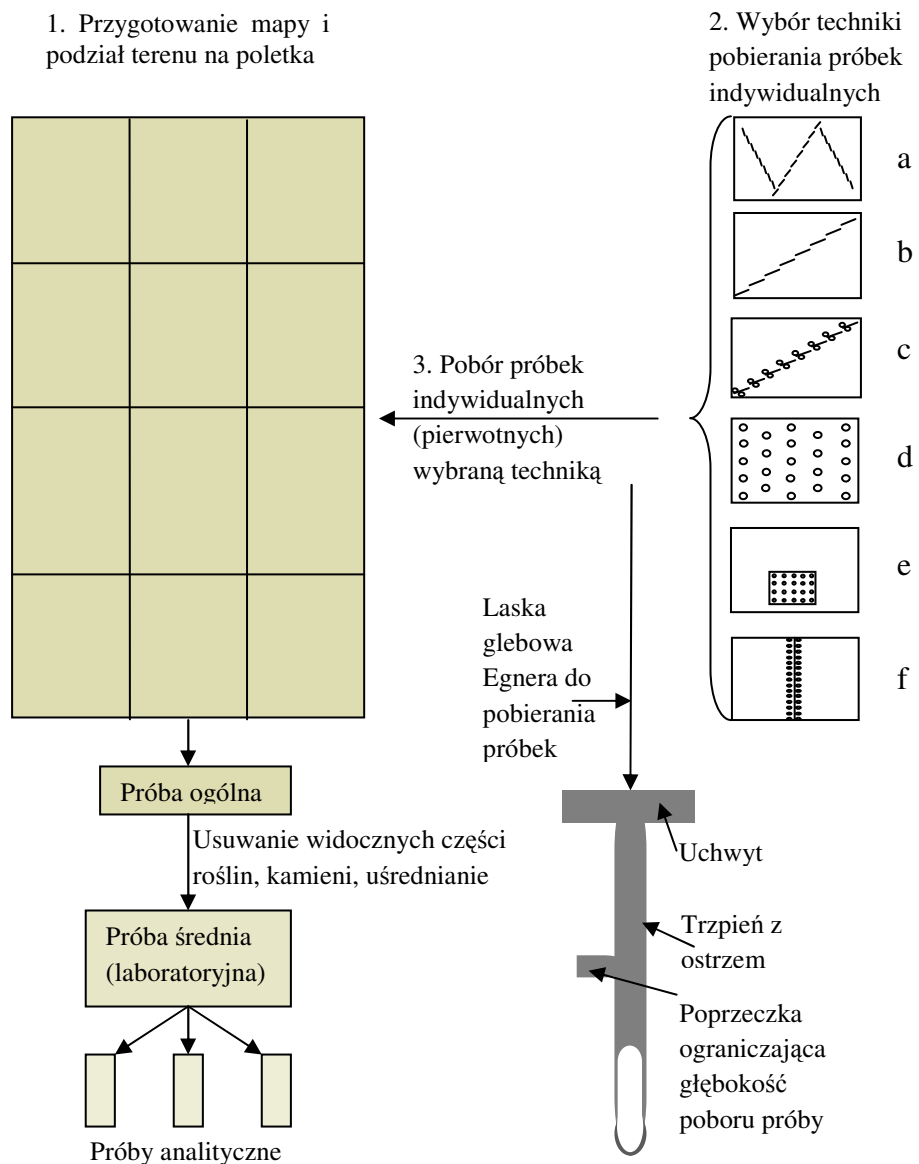 1. Przygotowanie mapy i
podział terenu na poletka
2. Wybór techniki
pobierania próbek
indywidualnych
a
b
c
d
e
f
3. Pobór próbek
indywidualnych
(pierwotnych)
wybraną techniką
Laska
glebowa
Egnera do
pobierania
próbek
Próba ogólna
Usuwanie widocznych części
roślin, kamieni, uśrednianie
Próba średnia
(laboratoryjna)
Próby analityczne
Uchwyt
Trzpień z
ostrzem
Poprzeczka
ograniczająca
głębokość
poboru próby